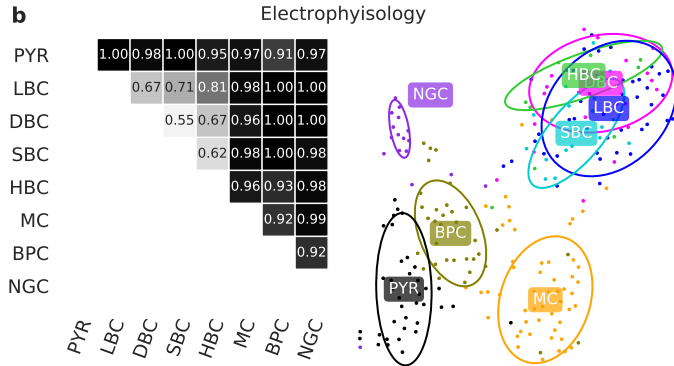 b
Electrophyisology
PYR 1.00 0.98 1.00 0.95 0.97 0.91 0.97
LBC 0.67 0.71 0.81 0.98 1.00 1.00
DBC 0.55 0.67 0.96 1.00 1.00
SBC 0.62 0.98 1.00 0.98
HBC 0.96 0.93 0.98
MC 0.92 0.99
BPC 0.92
NGC
PYR LBC DBC SBC HBC MC BPC NGC
NGC
HBC
DBC
LBC
SBC
BPC
PYR
MC